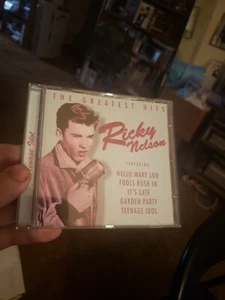 THE GREATEST HITS
Ricky
Nelson
FEATURING
HELLO MARY LOU
FOOLS RUSH IN
IT'S LATE
GARDEN PARTY
TEENAGE IDOL